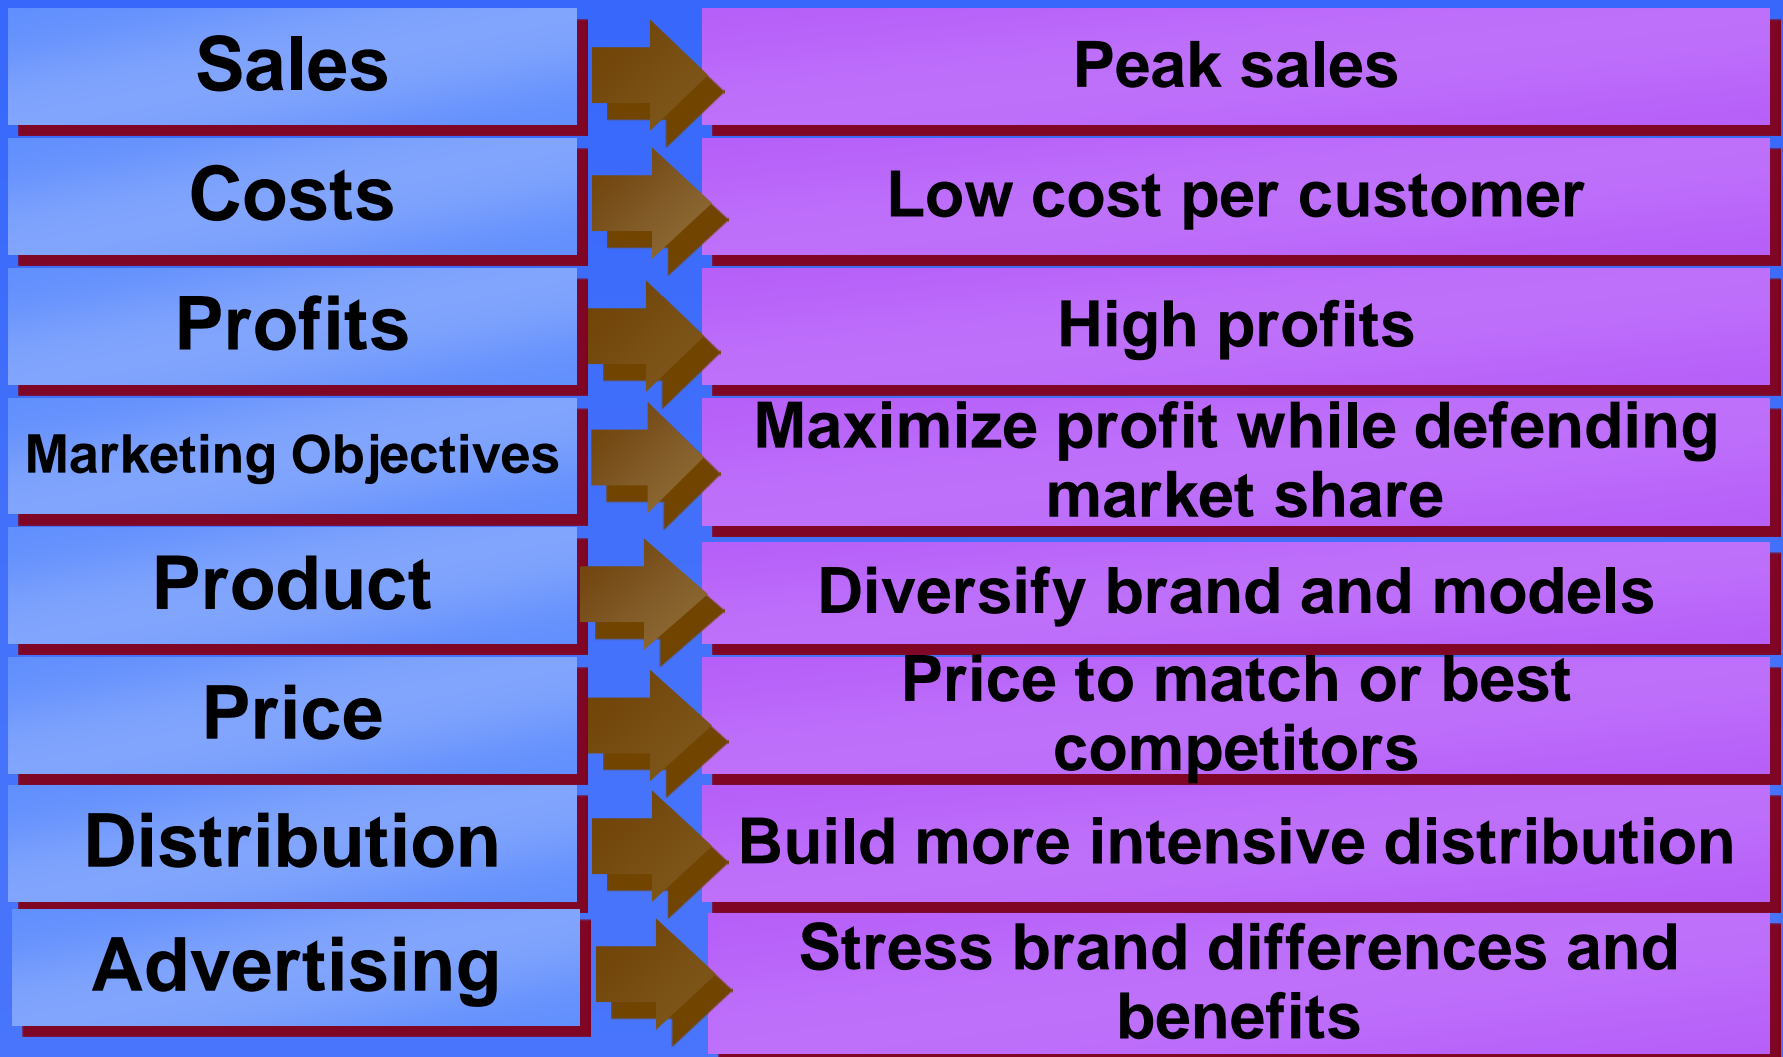 Sales
Peak sales
Costs
Low cost per customer
Profits
High profits
Marketing Objectives
Maximize profit while defending
market share
Product
Diversify brand and models
Price
Price to match or best
competitors
Distribution
Build more intensive distribution
Advertising
Stress brand differences and
benefits